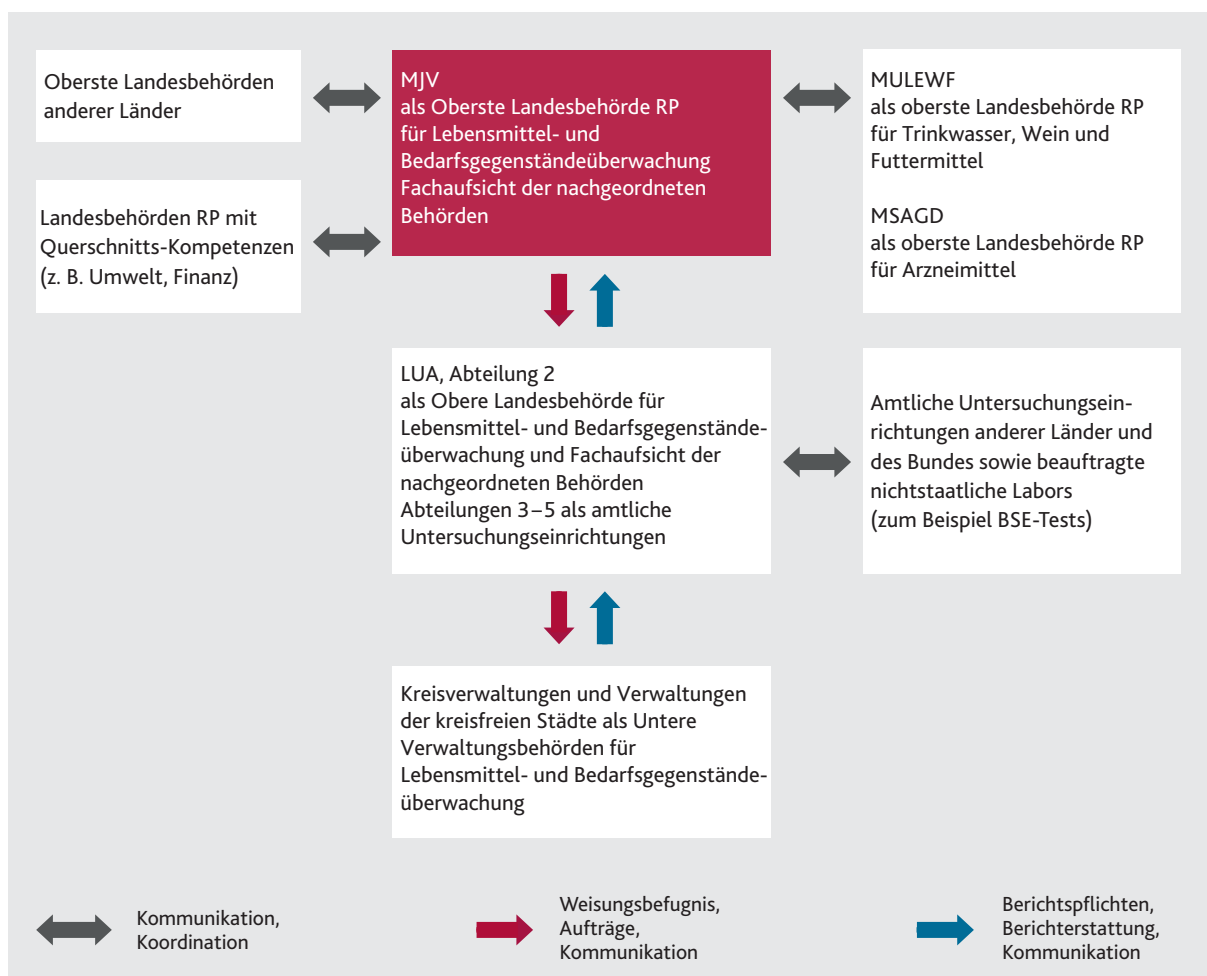 Oberste Landesbehörden
anderer Länder
MJV
als Oberste Landesbehörde RP
für Lebensmittel- und
Bedarfsgegenständeüberwachung
Fachaufsicht der nachgeordneten
Behörden
MULEWF
als oberste Landesbehörde RP
für Trinkwasser, Wein und
Futtermittel
MSAGD
als oberste Landesbehörde RP
für Arzneimittel
Landesbehörden RP mit
Querschnitts-Kompetenzen
(z. B. Umwelt, Finanz)
LUA, Abteilung 2
als Obere Landesbehörde für
Lebensmittel- und Bedarfsgegenstände-
überwachung und Fachaufsicht der
nachgeordneten Behörden
Abteilungen 3–5 als amtliche
Untersuchungseinrichtungen
Amtliche Untersuchungsein-
richtungen anderer Länder und
des Bundes sowie beauftragte
nichtstaatliche Labors
(zum Beispiel BSE-Tests)
Kreisverwaltungen und Verwaltungen
der kreisfreien Städte als Untere
Verwaltungsbehörden für
Lebensmittel- und Bedarfsgegenstände-
überwachung
Kommunikation,
Koordination
Weisungsbefugnis,
Aufträge,
Kommunikation
Berichtspflichten,
Berichterstattung,
Kommunikation